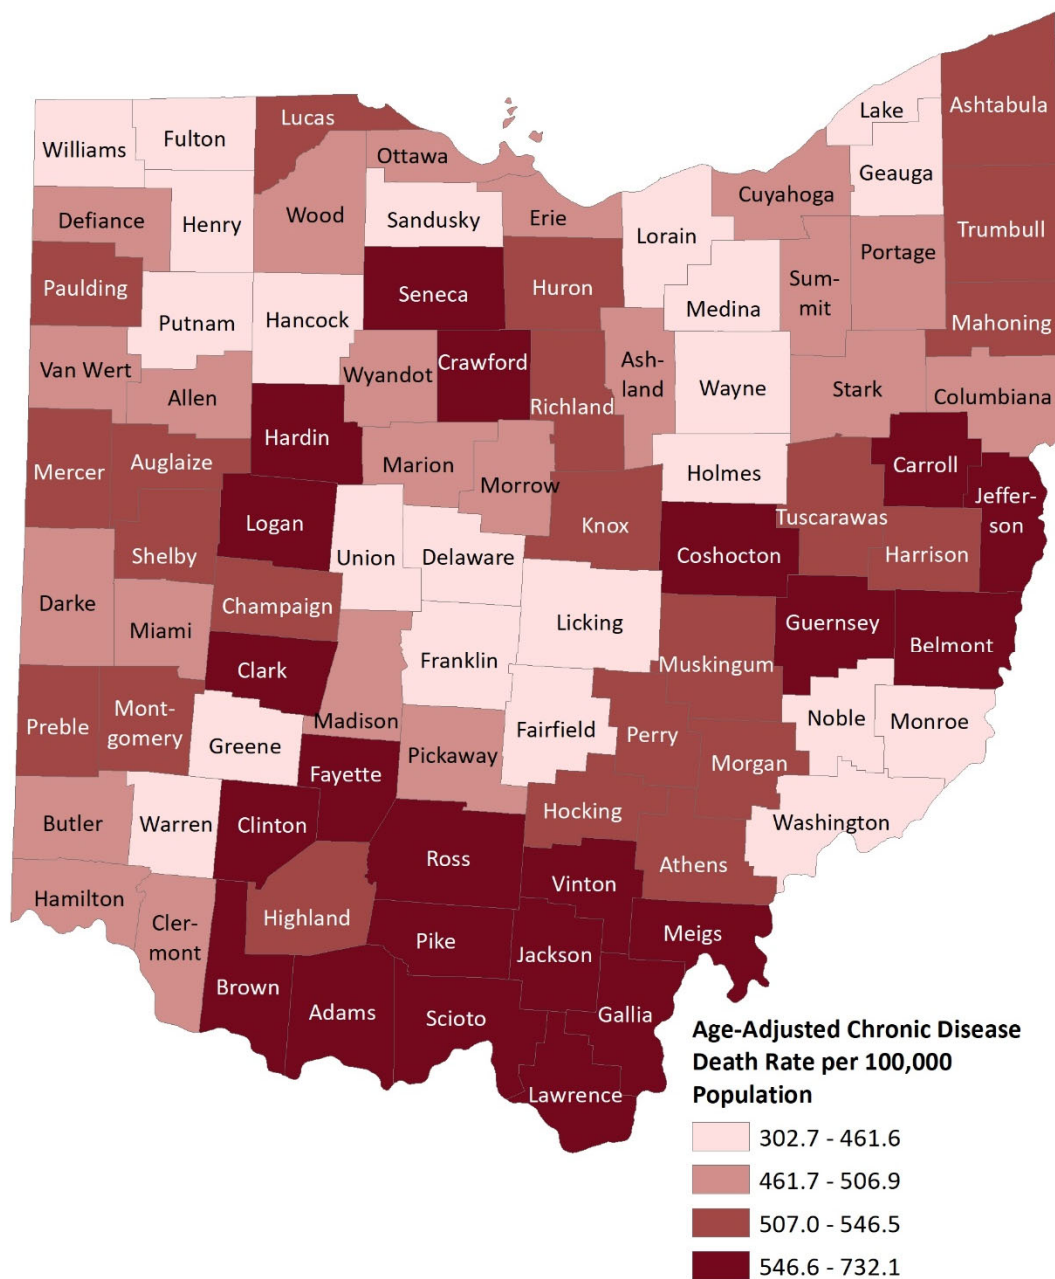 Lake
Ashtabula
Lucas
Fulton
Williams
Ottawa
Geauga
Cuyahoga
Defiance
Henry
Wood
Sandusky
Erie
Lorain
Trumbull
Portage
Paulding
Seneca
Huron
Sum-
mit
Medina
Putnam
Hancock
Mahoning
Van Wert
Allen
Wyandot
Crawford
Ash-
land
Wayne
Stark
Columbiana
Richland
Hardin
Mercer
Auglaize
Marion
Morrow
Holmes
Carroll
Jeffer-
son
Logan
Knox
Tuscarawas
Shelby
Union
Delaware
Coshocton
Harrison
Darke
Miami
Champaign
Licking
Guernsey
Belmont
Clark
Franklin
Muskingum
Preble
Mont-
gomery
Madison
Greene
Fairfield
Perry
Noble
Monroe
Pickaway
Morgan
Fayette
Butler
Warren
Clinton
Hocking
Washington
Ross
Athens
Vinton
Hamilton
Cler-
mont
Highland
Pike
Jackson
Meigs
Brown
Adams
Scioto
Gallia
Lawrence
Age-Adjusted Chronic Disease
Death Rate per 100,000
Population
302.7 - 461.6
461.7 - 506.9
507.0 - 546.5
546.6 - 732.1